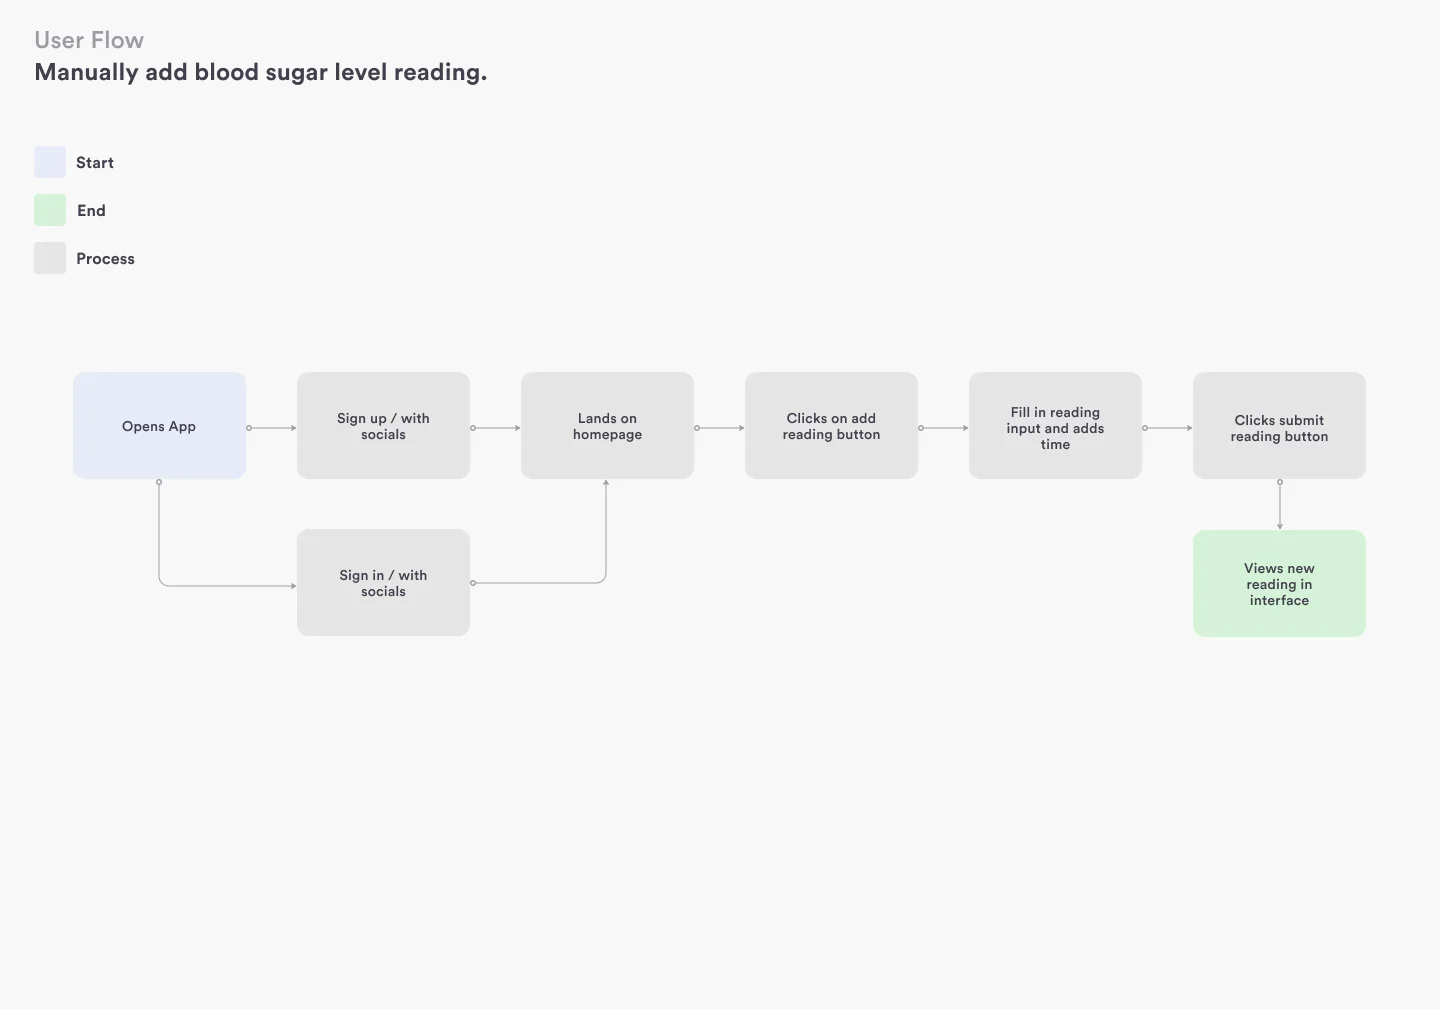 User Flow
Manually add blood sugar level reading.
Start
End
Process
Opens App
Sign up / with
socials
Lands on
homepage
Clicks on add
reading button
Fill in reading
input and adds
time
Clicks submit
reading button
Sign in / with
socials
Views new
reading in
interface